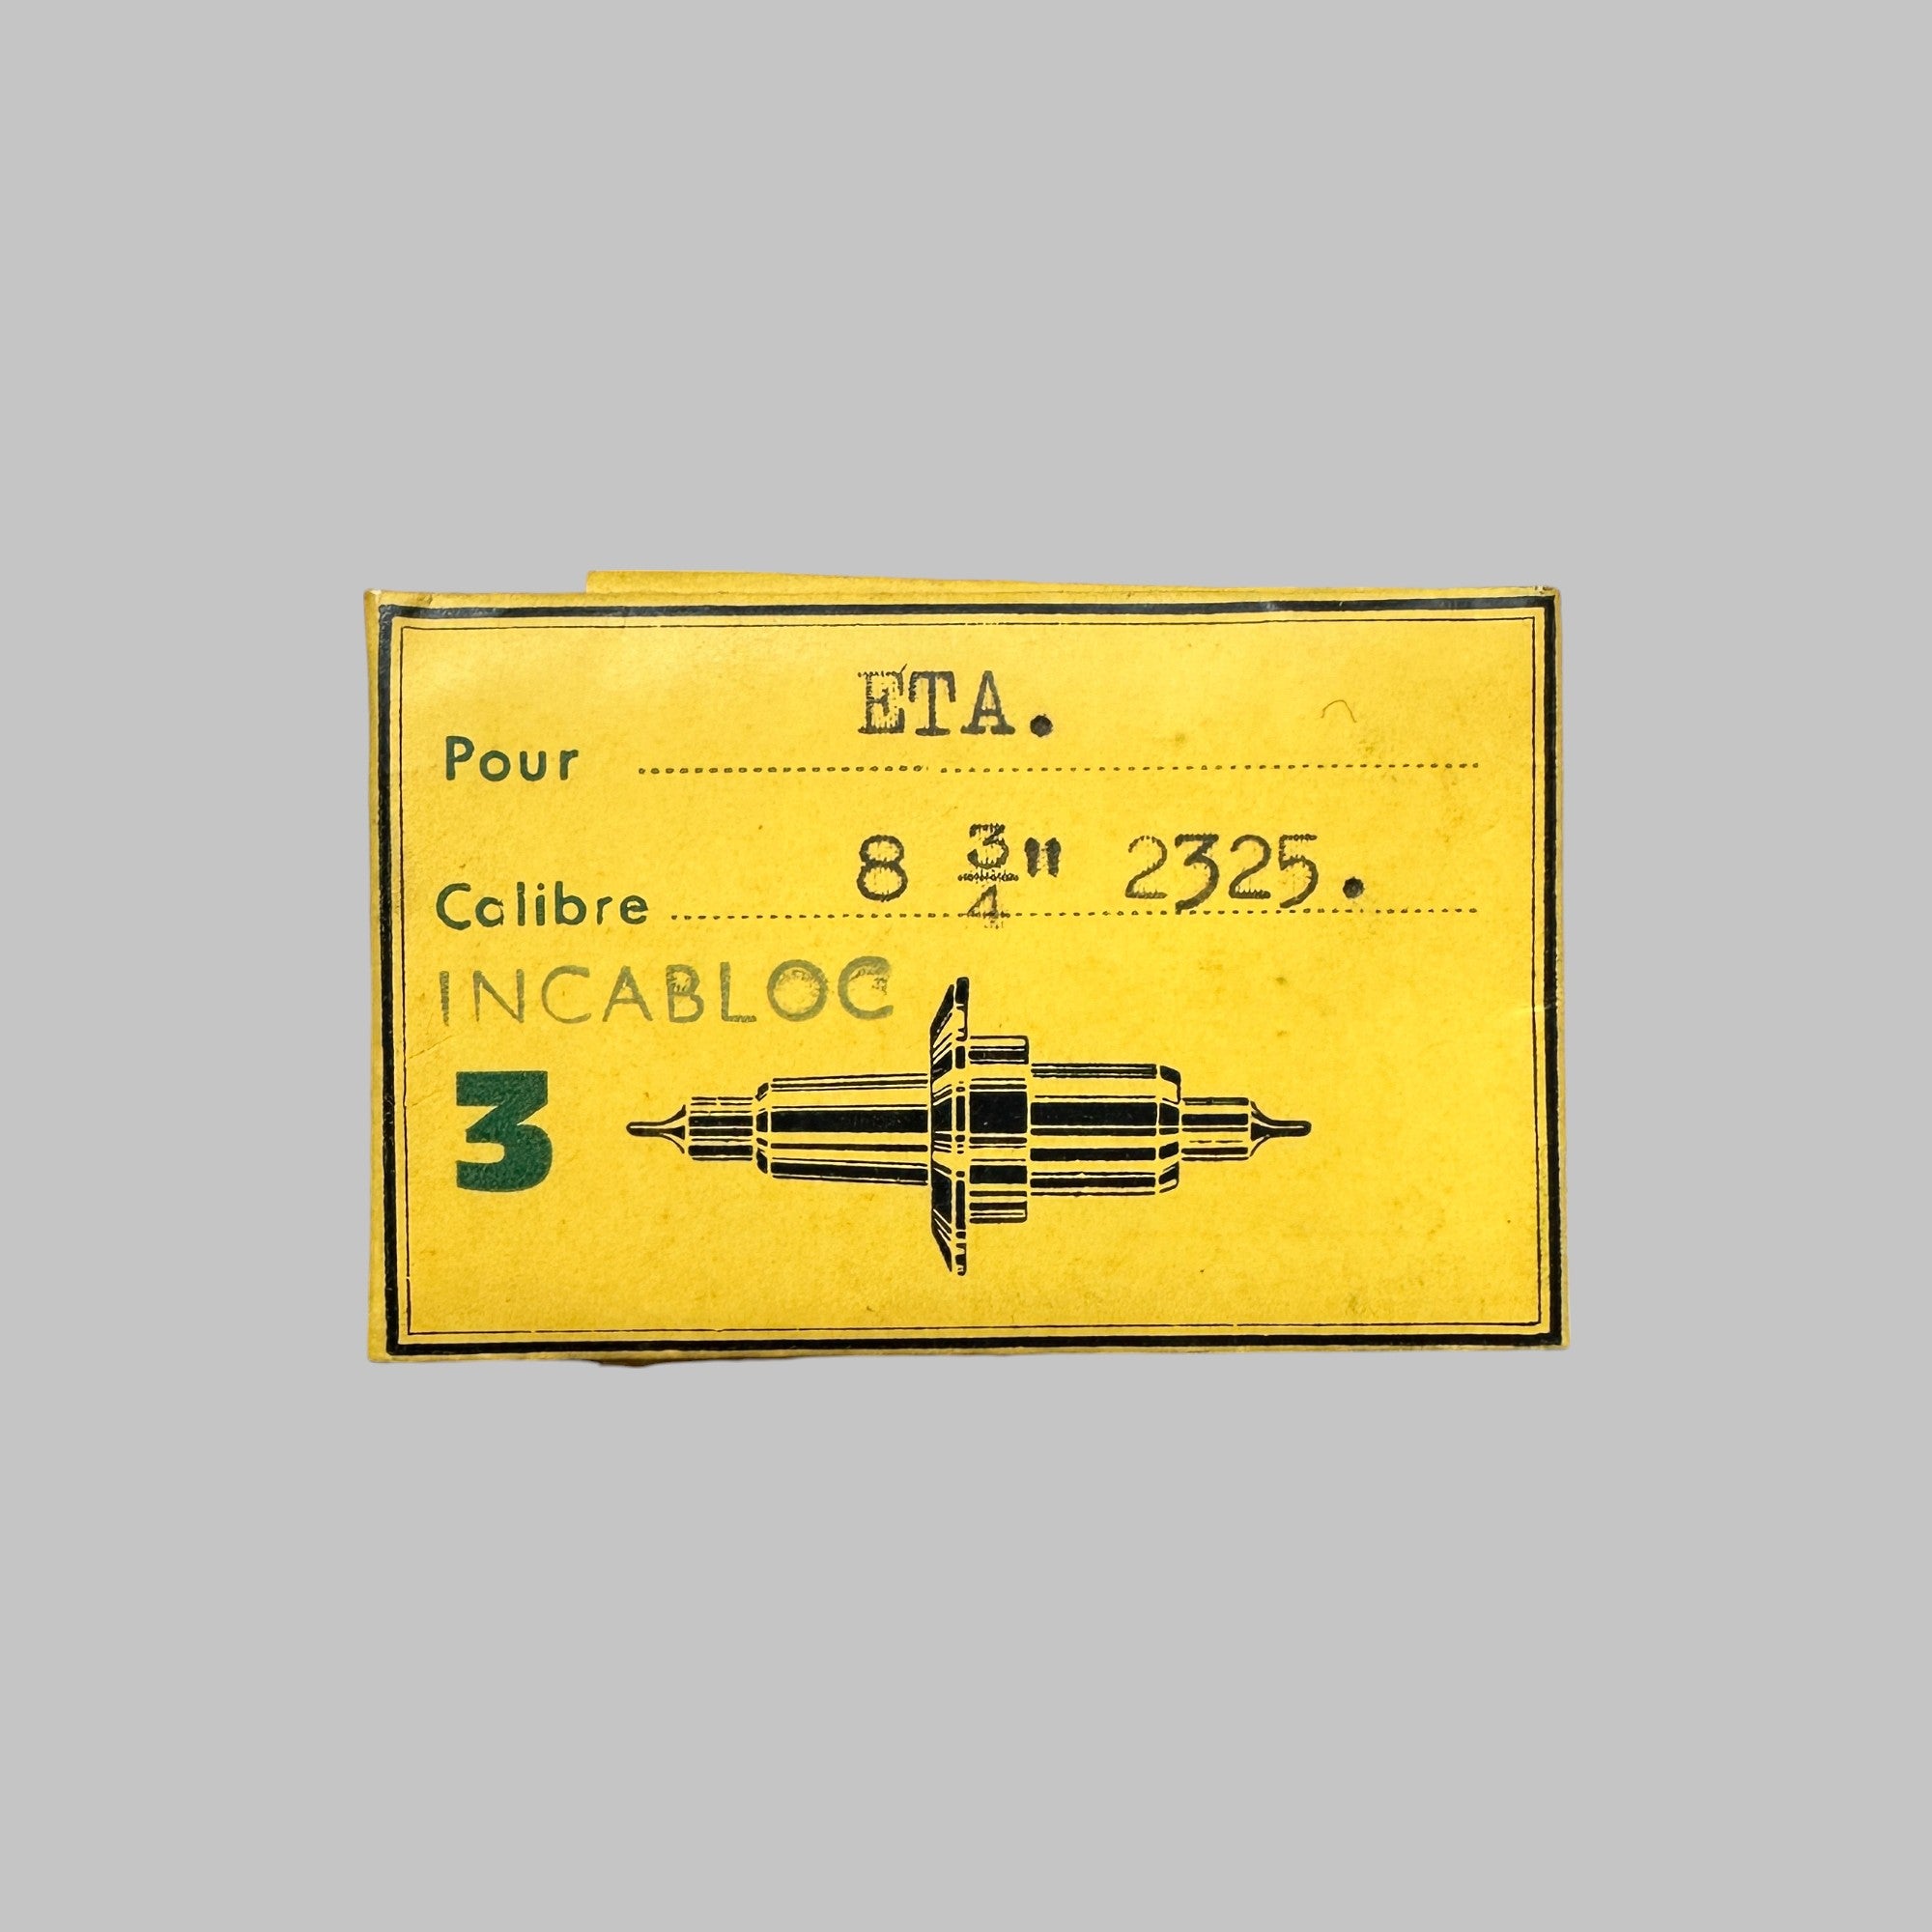 Pour ETA.
Calibre 8 3/4" 2325.
INCABLOC
3